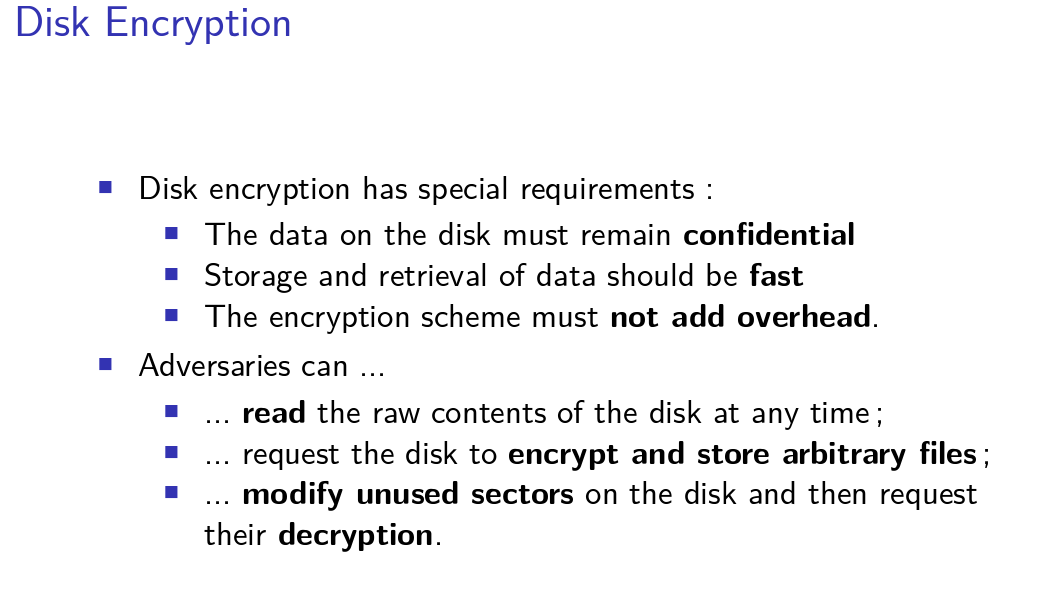 Disk Encryption
Disk encryption has special requirements :
The data on the disk must remain confidential
Storage and retrieval of data should be fast
The encryption scheme must not add overhead.
Adversaries can ...
... read the raw contents of the disk at any time ;
... request the disk to encrypt and store arbitrary files ;
... modify unused sectors on the disk and then request
their decryption.